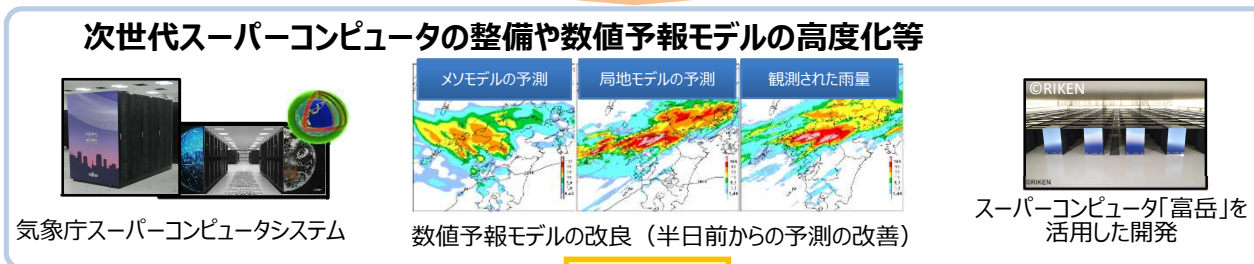 次世代スーパーコンピュータの整備や数値予報モデルの高度化等
メソモデルの予測
局地モデルの予測
観測された雨量
©RIKEN
©RIKEN
気象庁スーパーコンピュータシステム
数値予報モデルの改良（半日前からの予測の改善）
スーパーコンピュータ「富岳」を
活用した開発